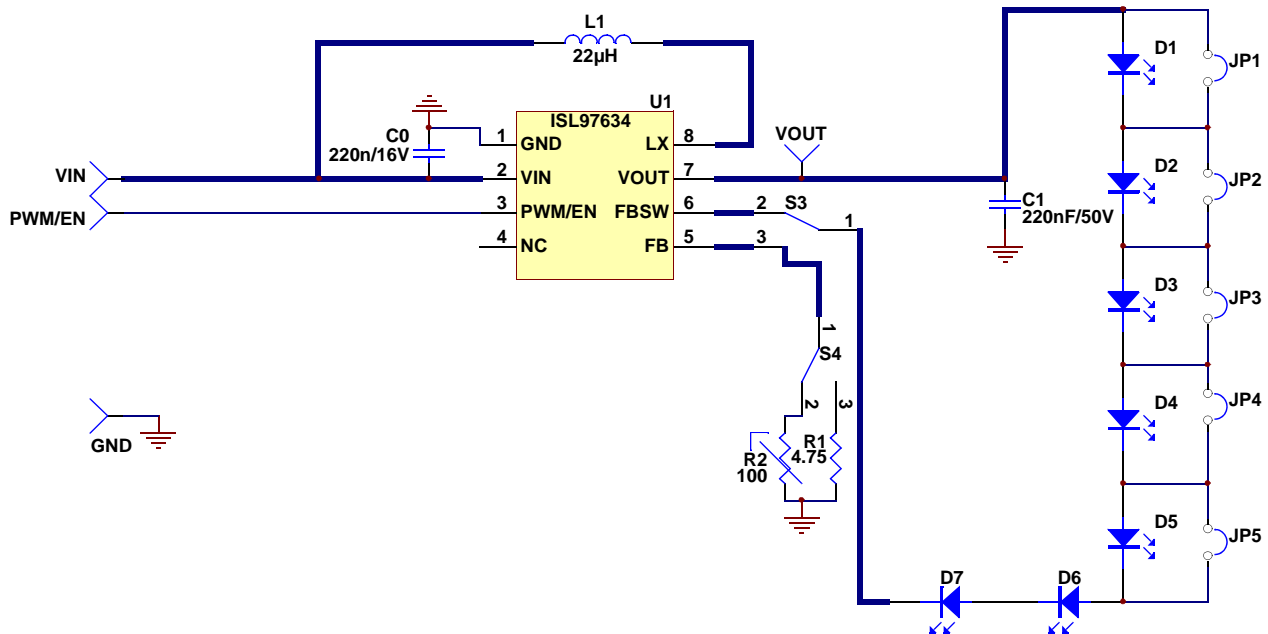 L1
22µH
U1
ISL97634
C0
220n/16V
1
GND
LX
8
VOUT
VIN
2
VIN
VOUT
7
PWM/EN
3
PWM/EN
FBSW
6
2
S3
1
4
NC
FB
5
3
C1
220nF/50V
1
S4
2
3
R2
100
R1
4.75
GND
D1
JP1
D2
JP2
D3
JP3
D4
JP4
D5
JP5
D7
D6